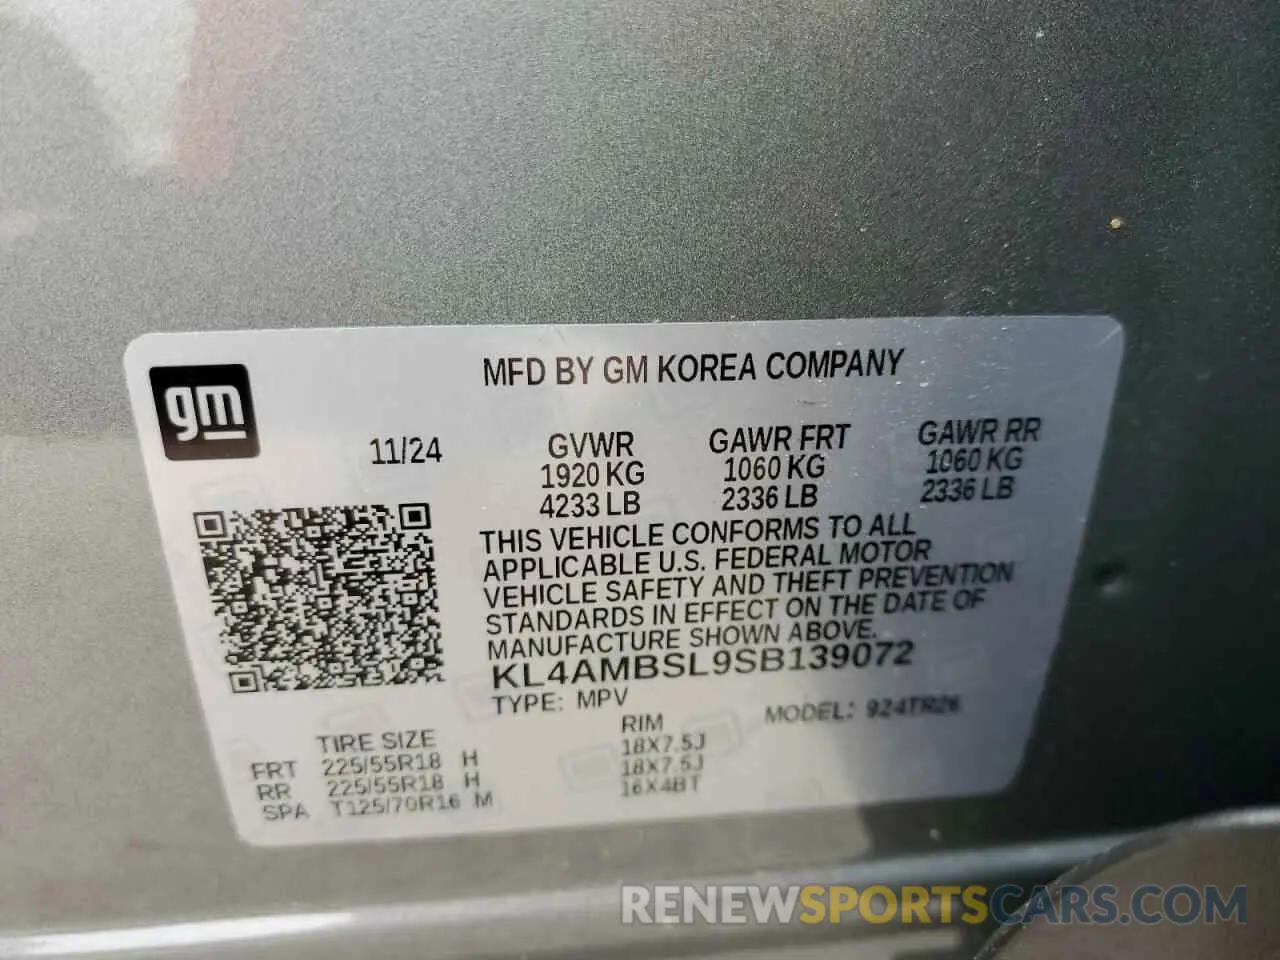 gm
MFD BY GM KOREA COMPANY
11/24
GVWR
1920 KG
4233 LB
GAWR FRT
1060 KG
2336 LB
GAWR RR
1060 KG
2336 LB
THIS VEHICLE CONFORMS TO ALL
APPLICABLE U.S. FEDERAL MOTOR
VEHICLE SAFETY AND THEFT PREVENTION
STANDARDS IN EFFECT ON THE DATE OF
MANUFACTURE SHOWN ABOVE.
KL4AMBSL9SB139072
TYPE: MPV
MODEL: 924TR26
TIRE SIZE
RIM
FRT 225/55R18 H 18X7.5J
RR 225/55R18 H 18X7.5J
SPA T125/70R16 M 16X4BT
RENEWSPORTSCARS.COM